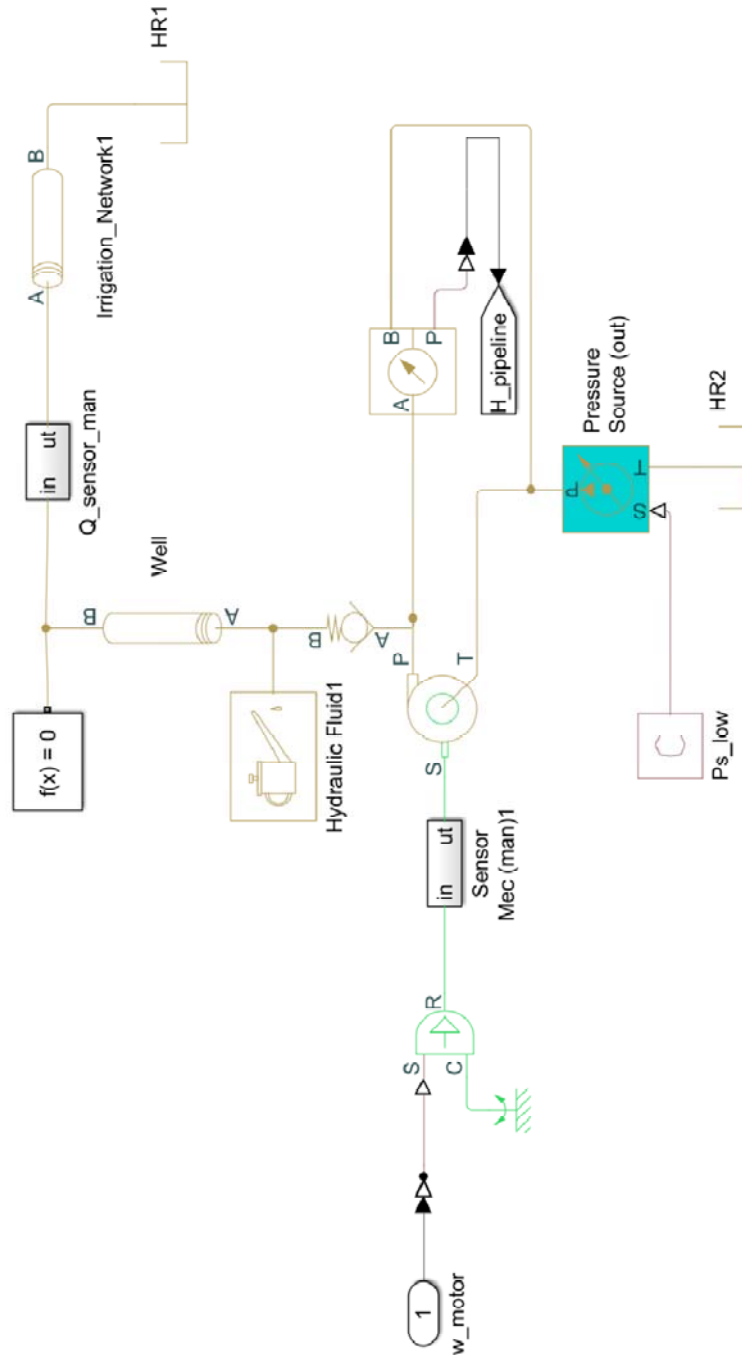 HR1
B
Irrigation_Network1
A
in ut
Q_sensor_man
f(x) = 0
B
Well
A
Hydraulic Fluid1
B
A
B
P
A
H_pipeline
P
T
S
in ut
Sensor
Mec (man)1
R
S
C
1
w_motor
Pressure
Source (out)
P
S
T
HR2
Ps_low